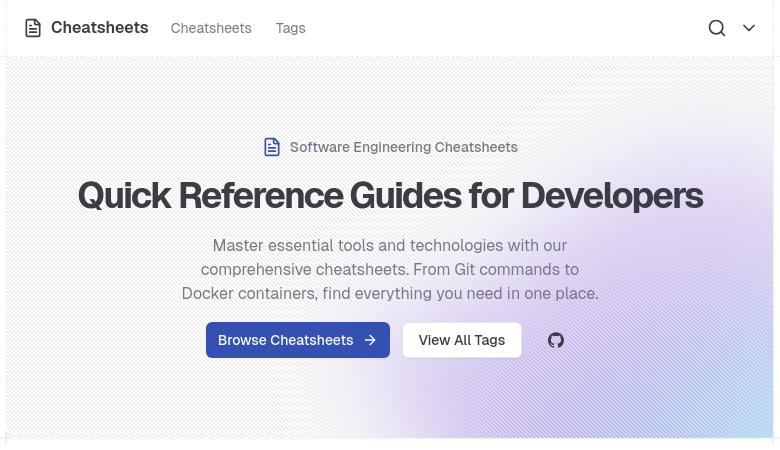 Cheatsheets Cheatsheets Tags
Software Engineering Cheatsheets
Quick Reference Guides for Developers
Master essential tools and technologies with our
comprehensive cheatsheets. From Git commands to
Docker containers, find everything you need in one place.
Browse Cheatsheets View All Tags